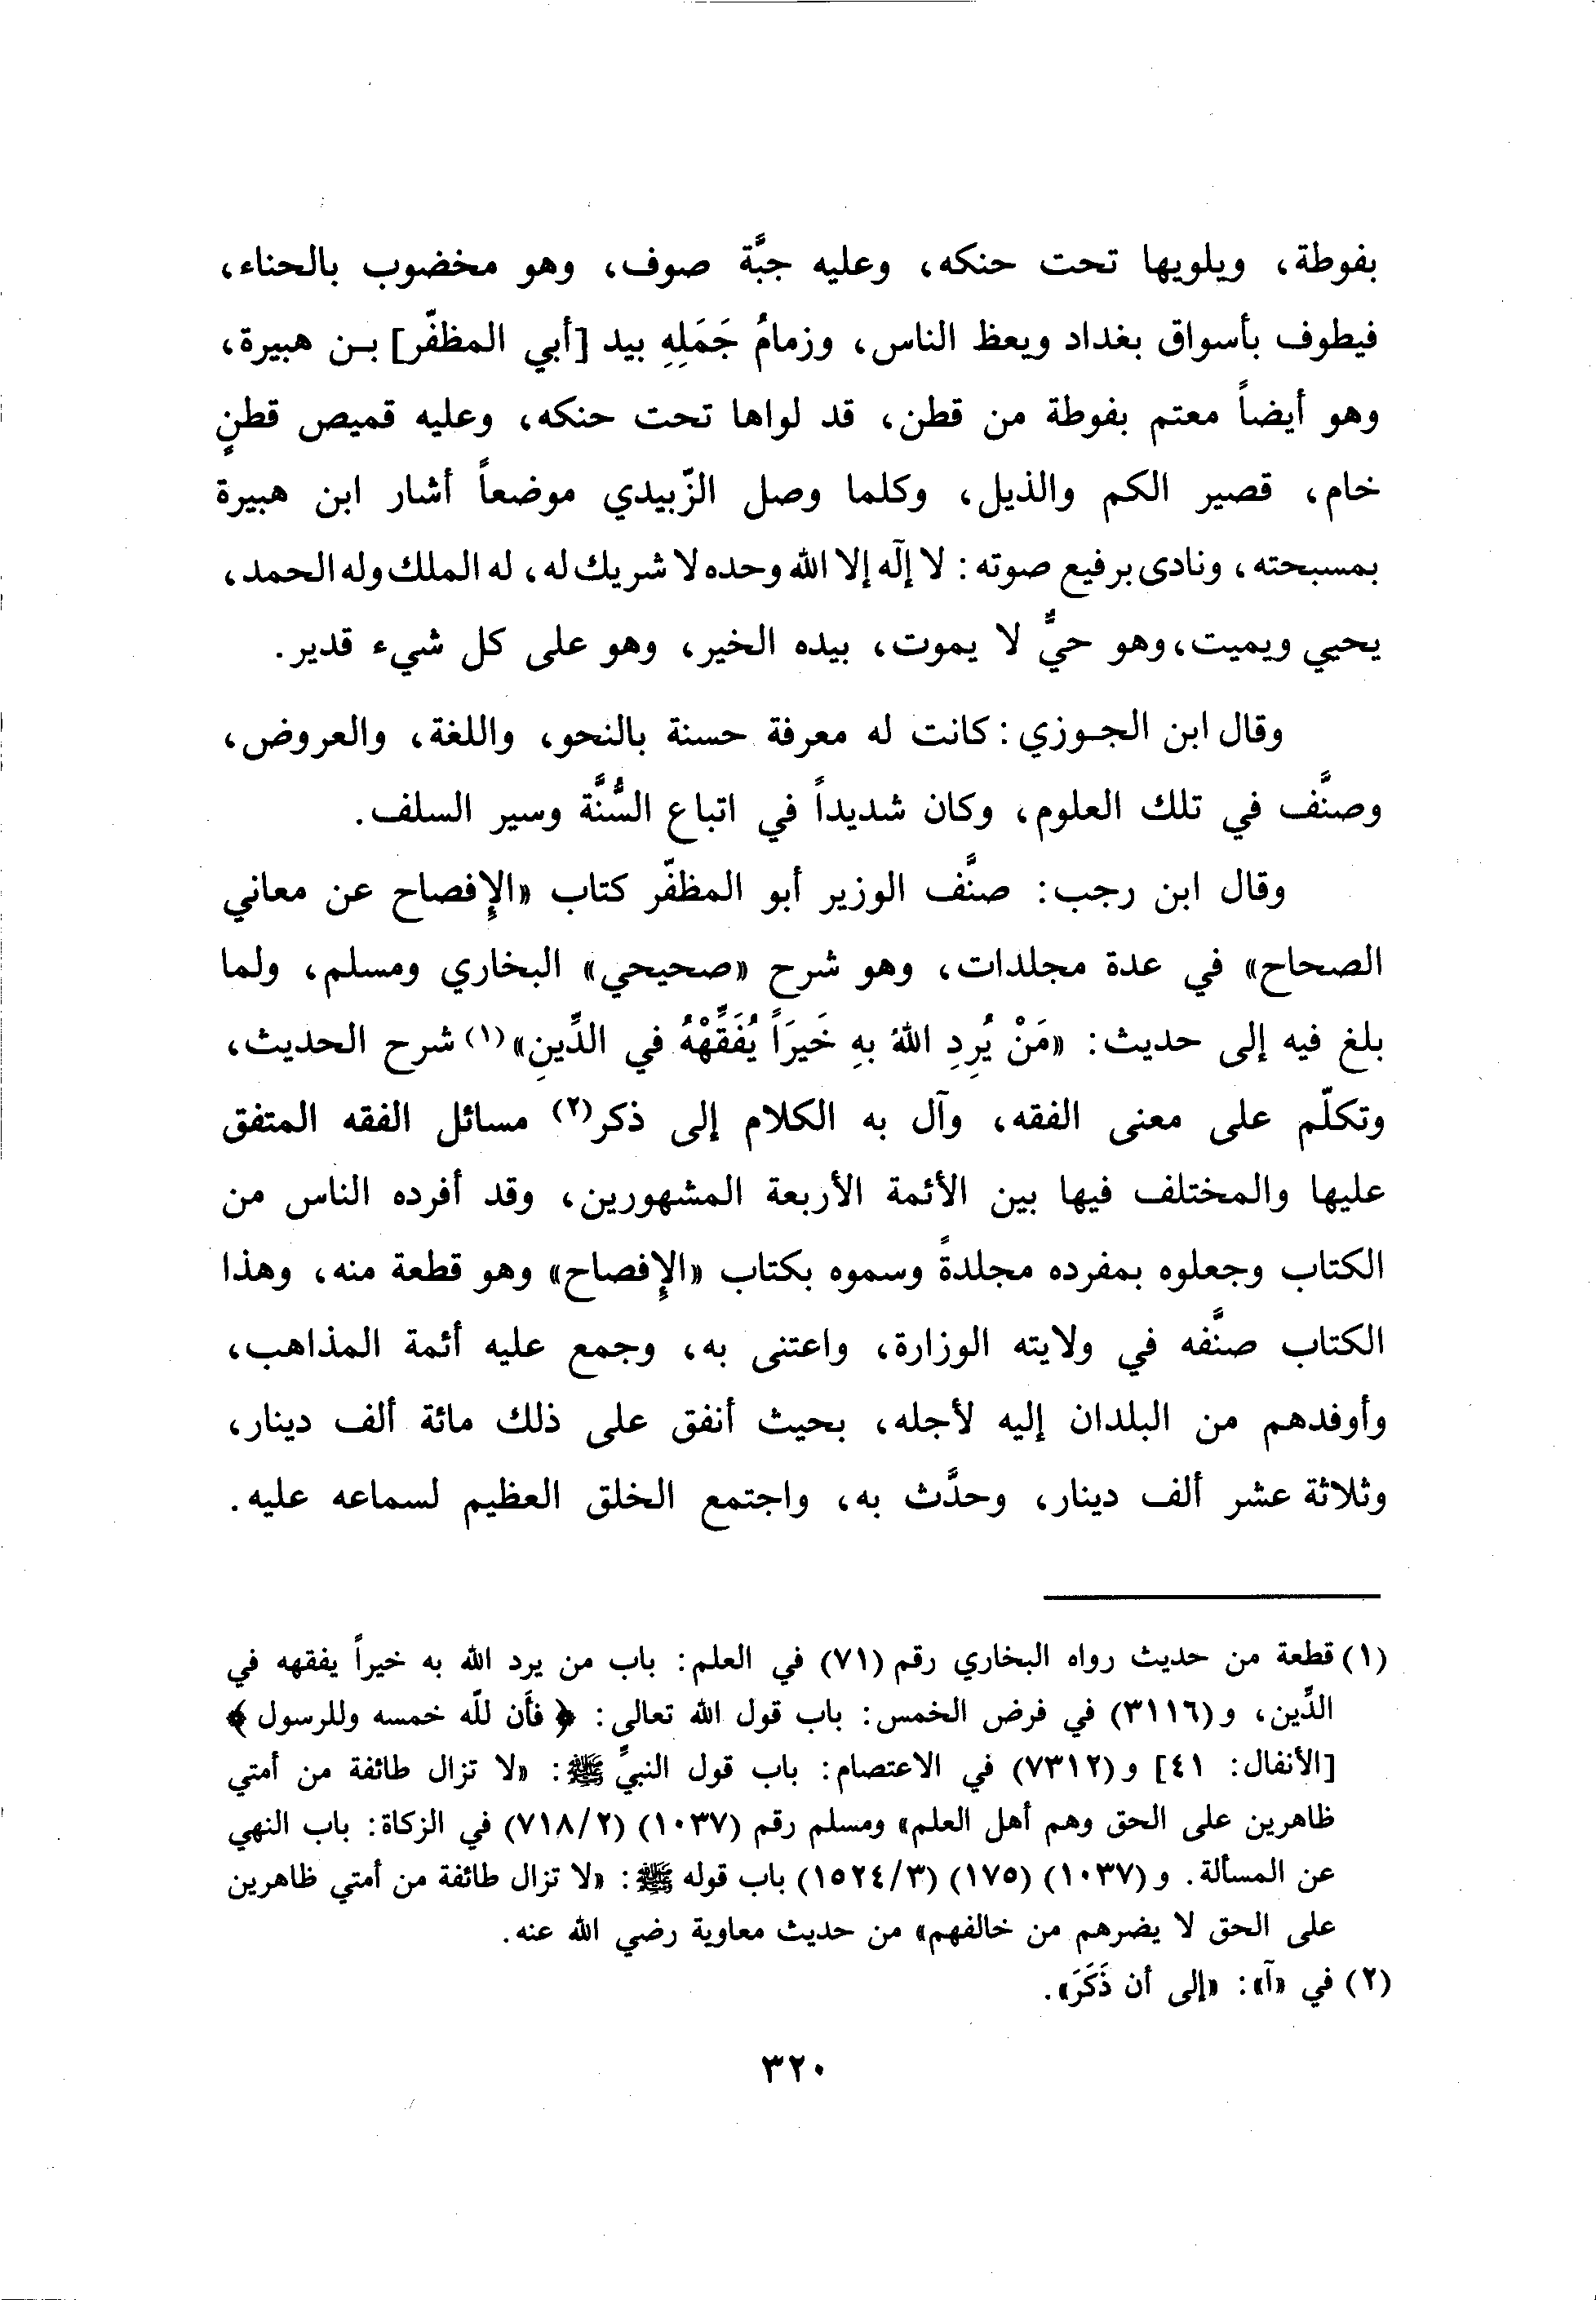 بفوطة، ويلويها تحت حنكه، وعليه جبَّة صوف، وهو مخضوب بالحناء،
فيطوف بأسواق بغداد ويعظ الناس، وزمامُ جَمَلِهِ بيد [أبي المظفّر] بـن هبيرة،
وهو أيضاً معتم بفوطة من قطن، قد لواها تحت حنكه، وعليه قميص قطنٍ
خام، قصير الكم والذيل، وكلما وصل الزّبيدي موضعاً أشار ابن هبيرة
بمسبحته، ونادى برفيع صوته: لا إلٰه إلا الله وحده لا شريك له، له الملك وله الحمد،
يحيي ويميت، وهو حيٌّ لا يموت، بيده الخير، وهو على كل شيء قدير.
وقال ابن الجـوزي: كانت له معرفة حسنة بالنحو، واللغة، والعروض،
وصنَّف في تلك العلوم، وكان شديداً في اتباع السُّنَّة وسير السلف.
وقال ابن رجب: صنَّف الوزير أبو المظفّر كتاب «الإفصاح عن معاني
الصحاح» في عدة مجلدات، وهو شرح «صحيحي» البخاري ومسلم، ولما
بلغ فيه إلى حديث: «مَنْ يُرِدِ اللهُ بهِ خَيرَاً يُفَقِّهْهُ في الدِّينِ»(١) شرح الحديث،
وتكلّم على معنى الفقه، وآل به الكلام إلى ذكر(٢) مسائل الفقه المتفق
عليها والمختلف فيها بين الأئمة الأربعة المشهورين، وقد أفرده الناس من
الكتاب وجعلوه بمفرده مجلدةً وسموه بكتاب «الإفصاح» وهو قطعة منه، وهذا
الكتاب صنَّفه في ولايته الوزارة، واعتنى به، وجمع عليه أئمة المذاهب،
وأوفدهم من البلدان إليه لأجله، بحيث أنفق على ذلك مائة ألف دينار،
وثلاثة عشر ألف دينار، وحدَّث به، واجتمع الخلق العظيم لسماعه عليه.
(١) قطعة من حديث رواه البخاري رقم (٧١) في العلم: باب من يرد الله به خيراً يفقهه في
الدِّين، و(٣١١٦) في فرض الخمس: باب قول الله تعالى: ﴿فأن للّه خمسه وللرسول﴾
[الأنفال: ٤١] و(٧٣١٢) في الاعتصام: باب قول النبيِّ ﷺ: «لا تزال طائفة من أمتي
ظاهرين على الحق وهم أهل العلم» ومسلم رقم (١٠٣٧) (٧١٨/٢) في الزكاة: باب النهي
عن المسألة. و(١٠٣٧) (١٧٥) (١٥٢٤/٣) باب قوله ﷺ: «لا تزال طائفة من أمتي ظاهرين
على الحق لا يضرهم من خالفهم» من حديث معاوية رضي الله عنه.
(٢) في «آ»: «إلى أن ذَكَرَ».
٣٢٠